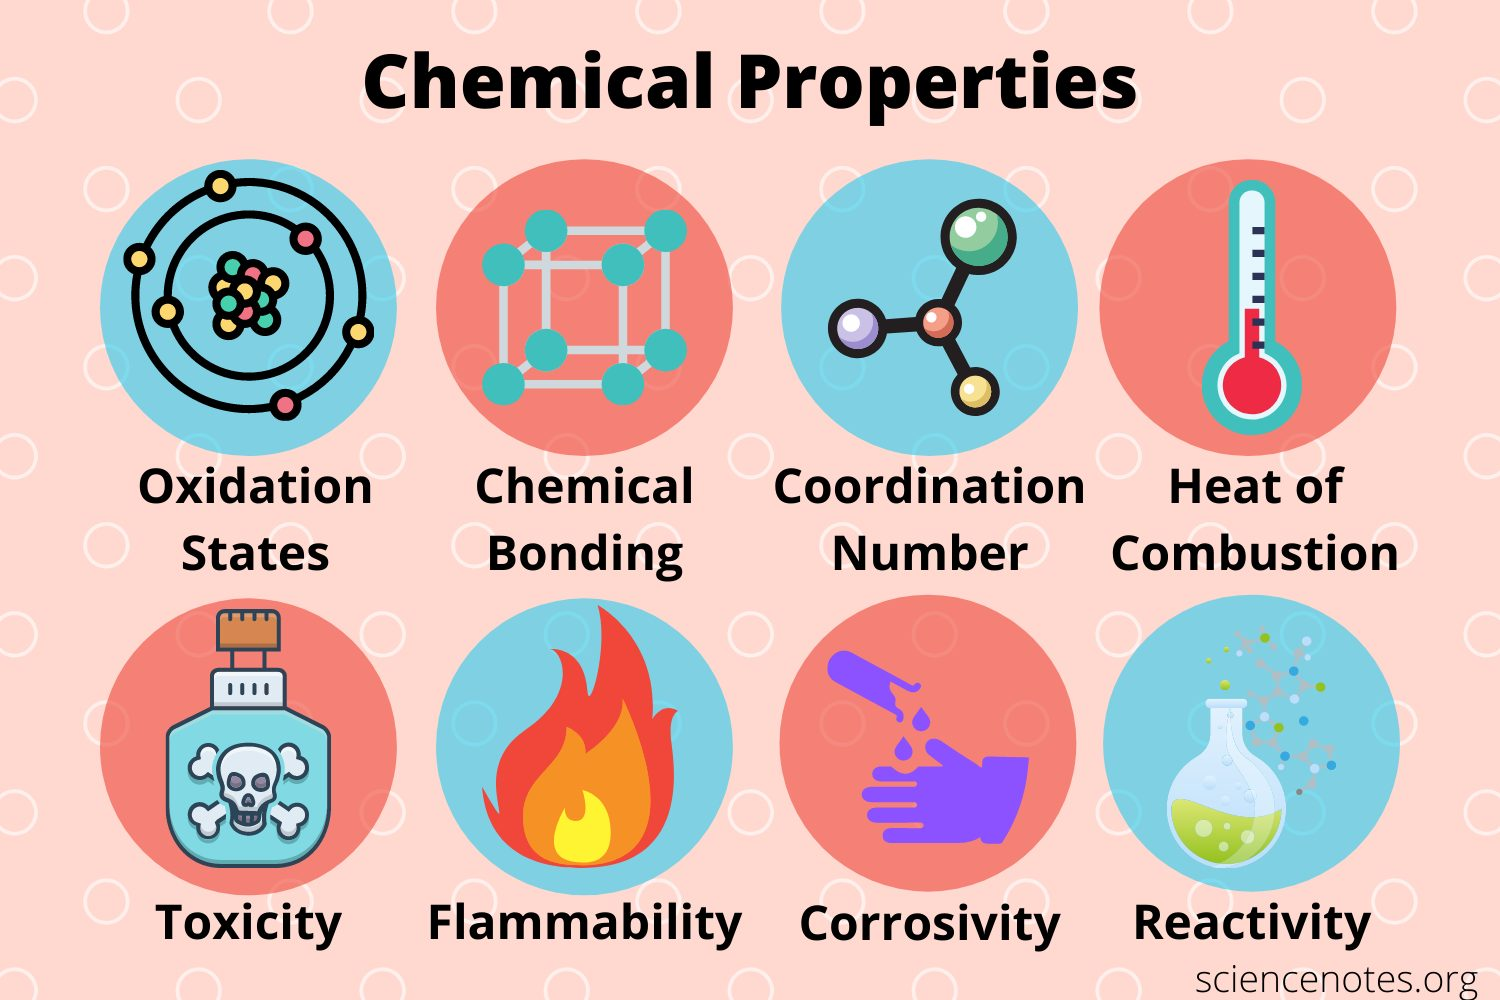 Chemical Properties
Oxidation
States
Chemical
Bonding
Coordination
Number
Heat of
Combustion
Toxicity
Flammability
Corrosivity
Reactivity
sciencenotes.org